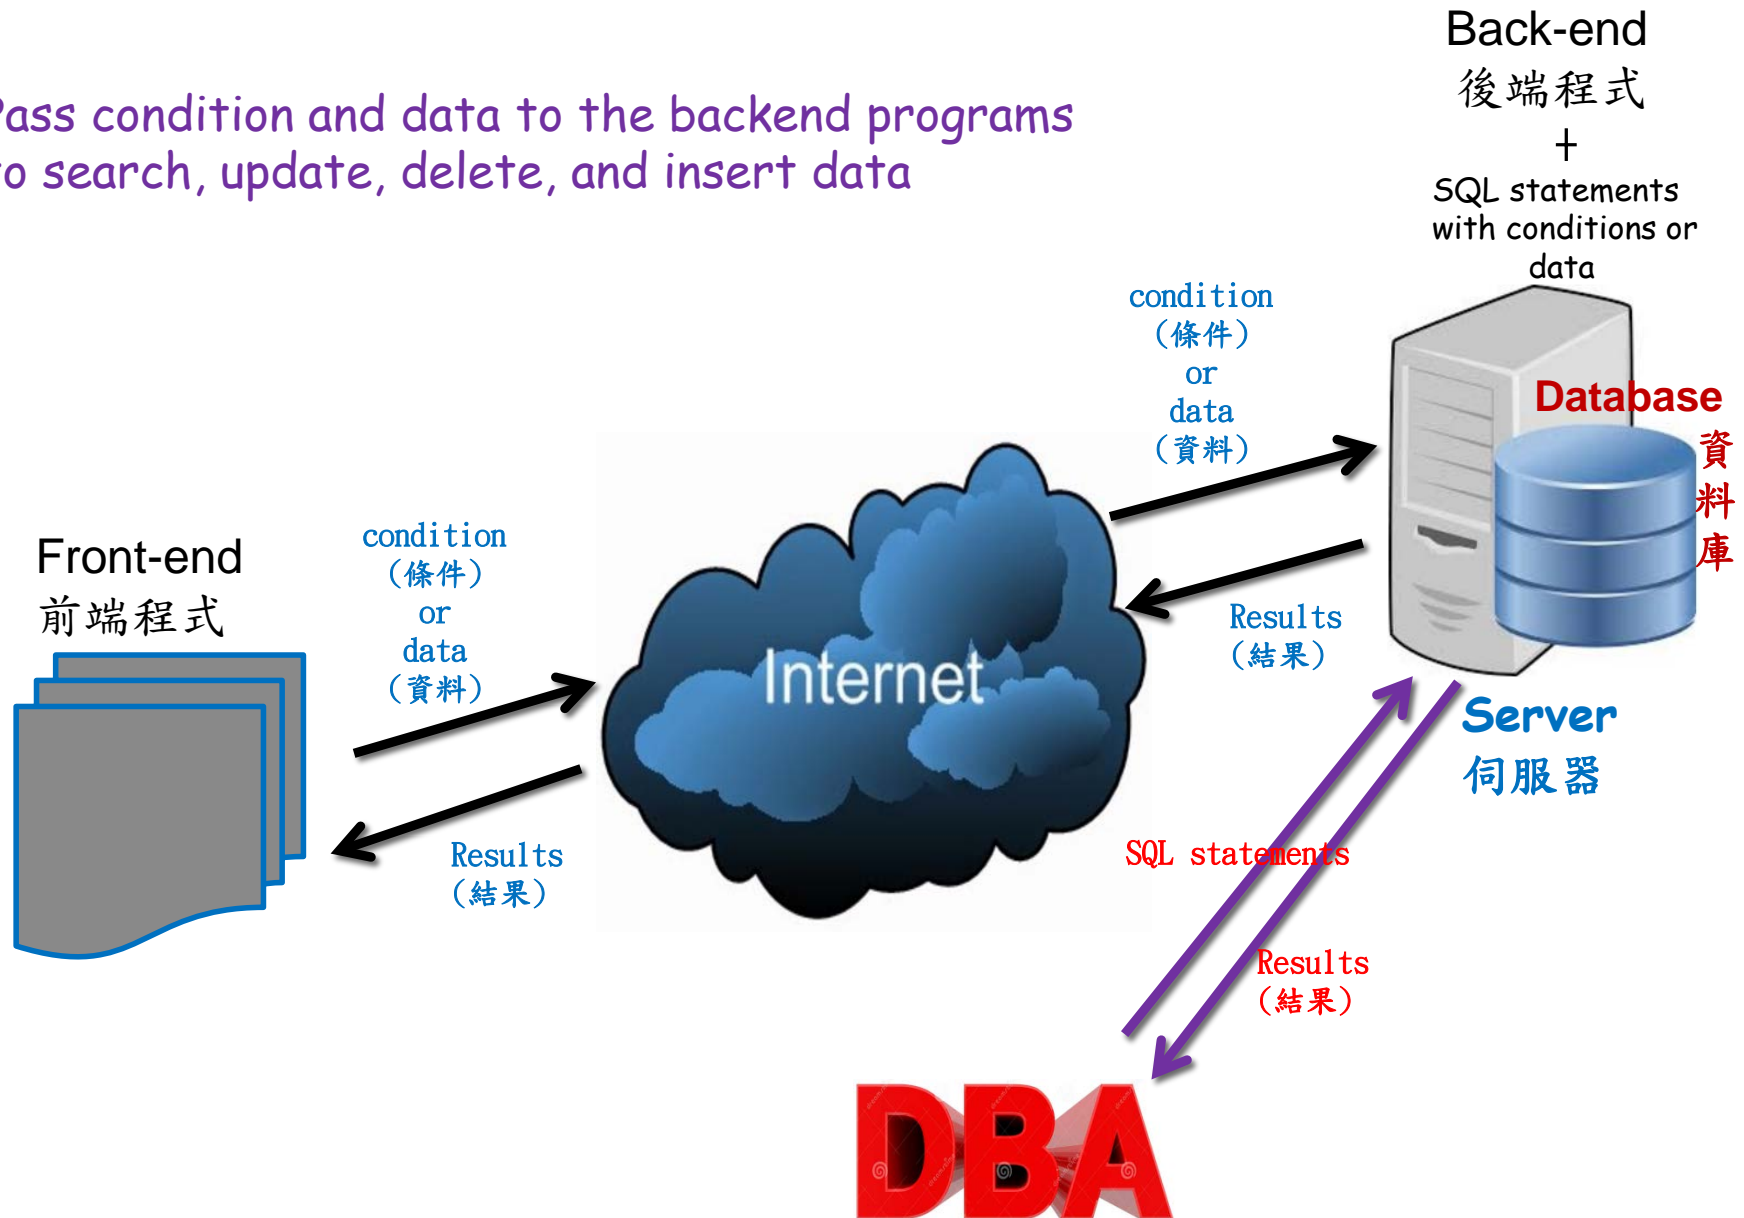 Back-end
後端程式
+
SQL statements
with conditions or
data
Pass condition and data to the backend programs
to search, update, delete, and insert data
condition
(條件)
or
data
(資料)
Database
資
料
庫
Front-end
前端程式
condition
(條件)
or
data
(資料)
Internet
Results
(結果)
Server
伺服器
Results
(結果)
SQL statements
Results
(結果)
DBA